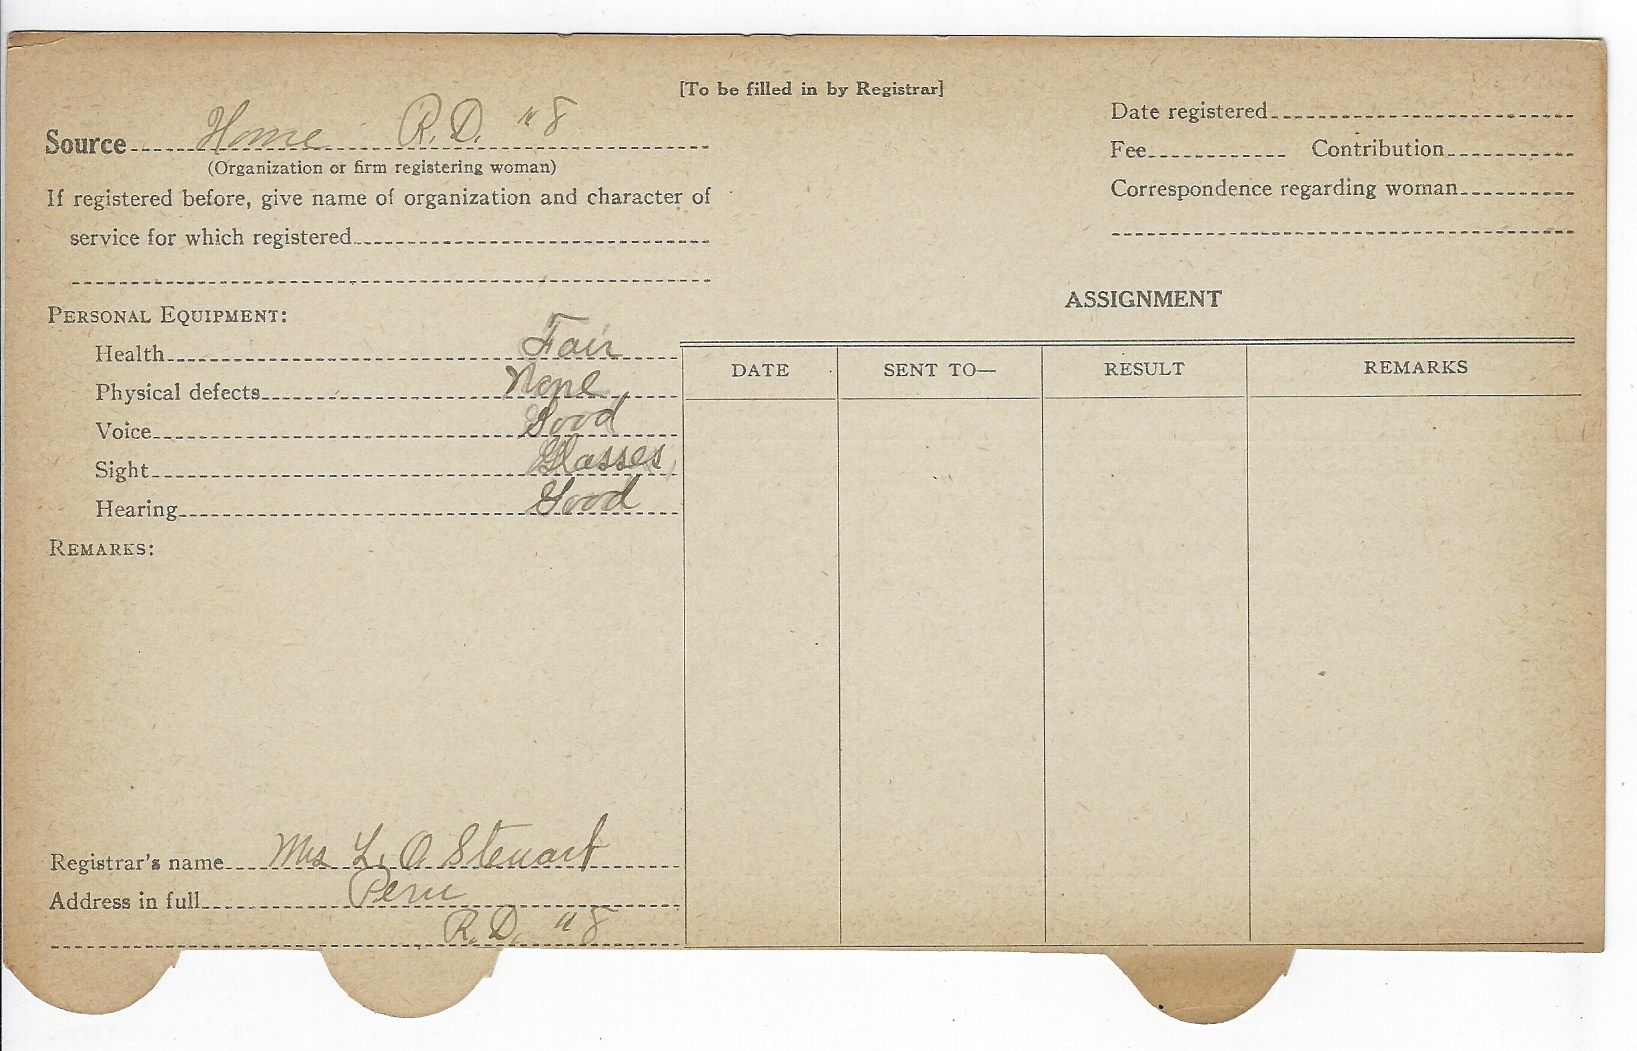 [To be filled in by Registrar]
Source Home R.D. "8
(Organization or firm registering woman)
If registered before, give name of organization and character of
service for which registered
Date registered
Fee Contribution
Correspondence regarding woman
PERSONAL EQUIPMENT:
Health Fair
Physical defects None
Voice Good
Sight Glasses
Hearing Good
REMARKS:
ASSIGNMENT
DATE SENT TO— RESULT REMARKS
Registrar's name Mrs L. O. Steuart
Address in full Peru
R.D. "8